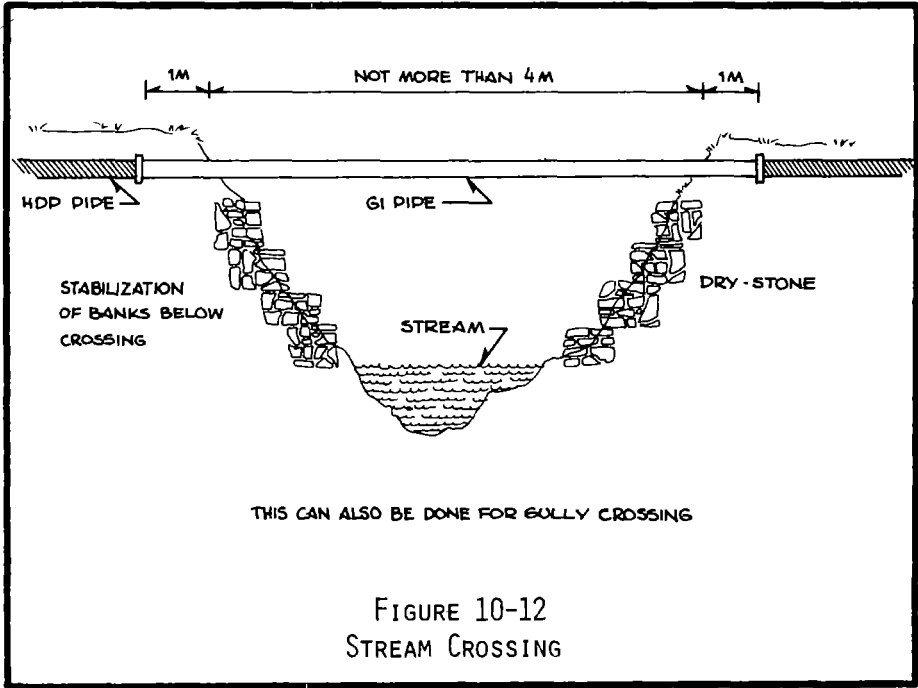 1M NOT MORE THAN 4M 1M
HDP PIPE GI PIPE
STABILIZATION
OF BANKS BELOW
CROSSING
DRY-STONE
STREAM
THIS CAN ALSO BE DONE FOR GULLY CROSSING
FIGURE 10-12
STREAM CROSSING